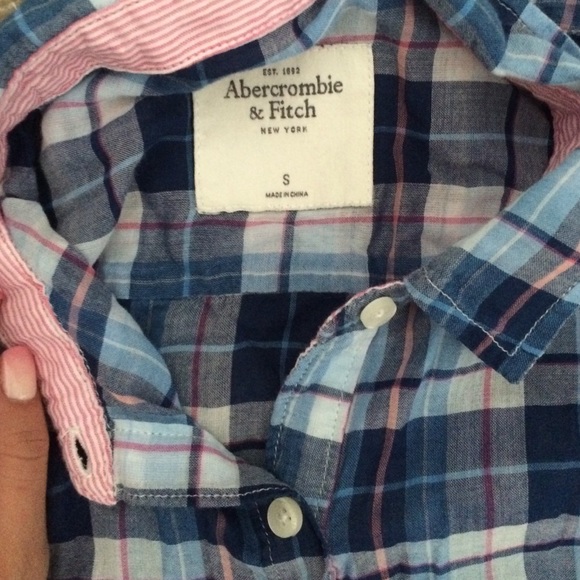 EST. 1892
Abercrombie
& Fitch
NEW YORK
S
MADE IN CHINA